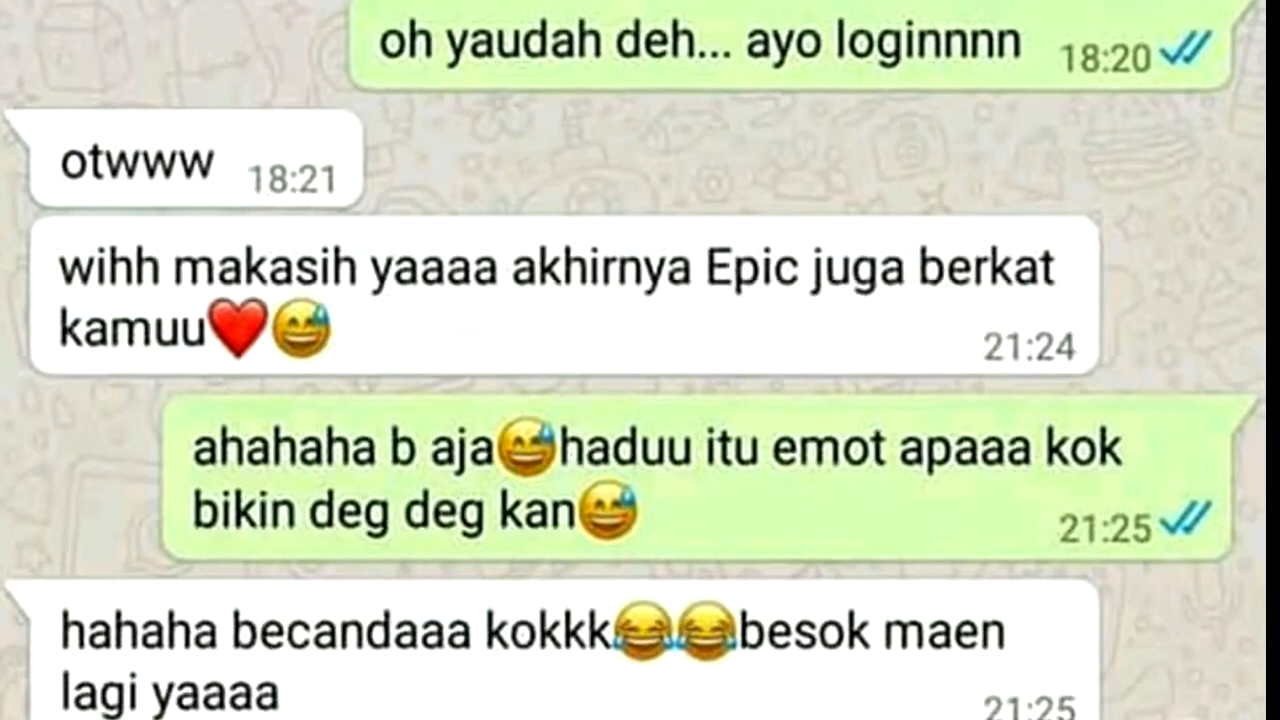 oh yaudah deh... ayo loginnnn 18:20
otwww 18:21
wihh makasih yaaaa akhirnya Epic juga berkat
kamuu❤️😅 21:24
ahahaha b aja😅haduu itu emot apaaa kok
bikin deg deg kan😅 21:25
hahaha becandaaa kokkk😂😂besok maen
lagi yaaaa 21:25